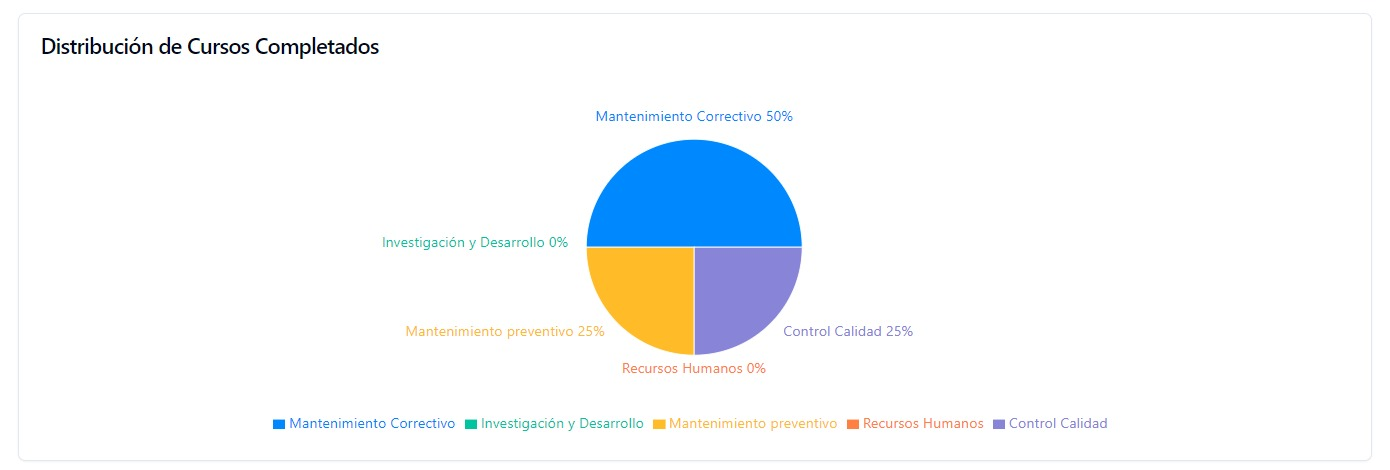 Distribución de Cursos Completados
Mantenimiento Correctivo 50%
Investigación y Desarrollo 0%
Mantenimiento preventivo 25%
Control Calidad 25%
Recursos Humanos 0%
Mantenimiento Correctivo Investigación y Desarrollo Mantenimiento preventivo Recursos Humanos Control Calidad